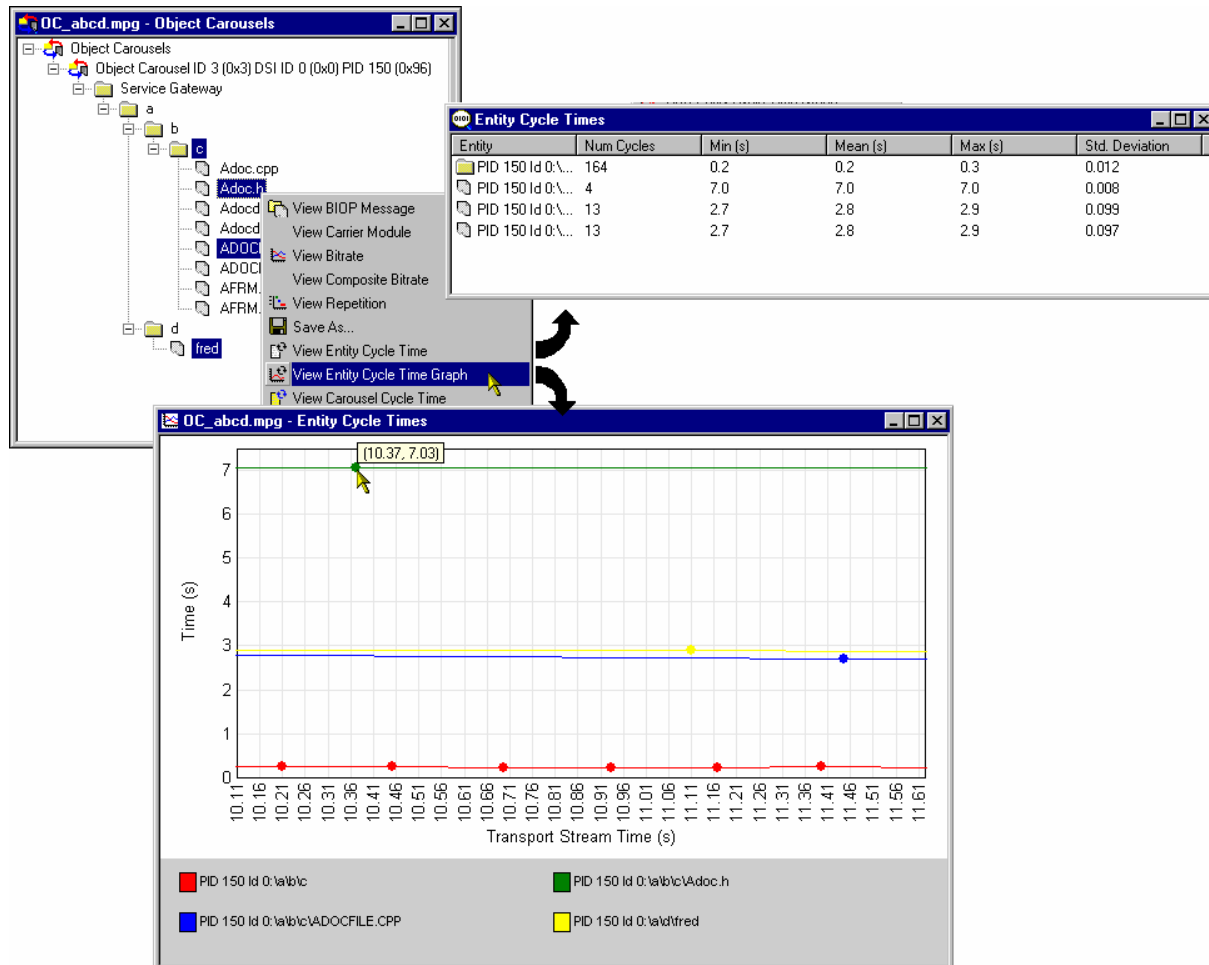 OC_abcd.mpg - Object Carousels
Object Carousels
Object Carousel ID 3 (0x3) DSI ID 0 (0x0) PID 150 (0x96)
Service Gateway
a
b
c
Adoc.cpp
Adoc.h
Adocd
Adocd
ADOC
ADOC
AFRM.
AFRM.
d
fred
View BIOP Message
View Carrier Module
View Bitrate
View Composite Bitrate
View Repetition
Save As...
View Entity Cycle Time
View Entity Cycle Time Graph
View Carousel Cycle Time
Entity Cycle Times
Entity Num Cycles Min (s) Mean (s) Max (s) Std. Deviation
PID 150 Id 0:\... 164 0.2 0.2 0.3 0.012
PID 150 Id 0:\... 4 7.0 7.0 7.0 0.008
PID 150 Id 0:\... 13 2.7 2.8 2.9 0.099
PID 150 Id 0:\... 13 2.7 2.8 2.9 0.097
OC_abcd.mpg - Entity Cycle Times
(10.37, 7.03)
7
6
5
4
3
2
1
0
Time (s)
10.11 10.16 10.21 10.26 10.31 10.36 10.41 10.46 10.51 10.56 10.61 10.66 10.71 10.76 10.81 10.86 10.91 10.96 11.01 11.06 11.11 11.16 11.21 11.26 11.31 11.36 11.41 11.46 11.51 11.56 11.61
Transport Stream Time (s)
PID 150 Id 0:\a\b\c
PID 150 Id 0:\a\b\c\Adoc.h
PID 150 Id 0:\a\b\c\ADOCFILE.CPP
PID 150 Id 0:\a\d\fred